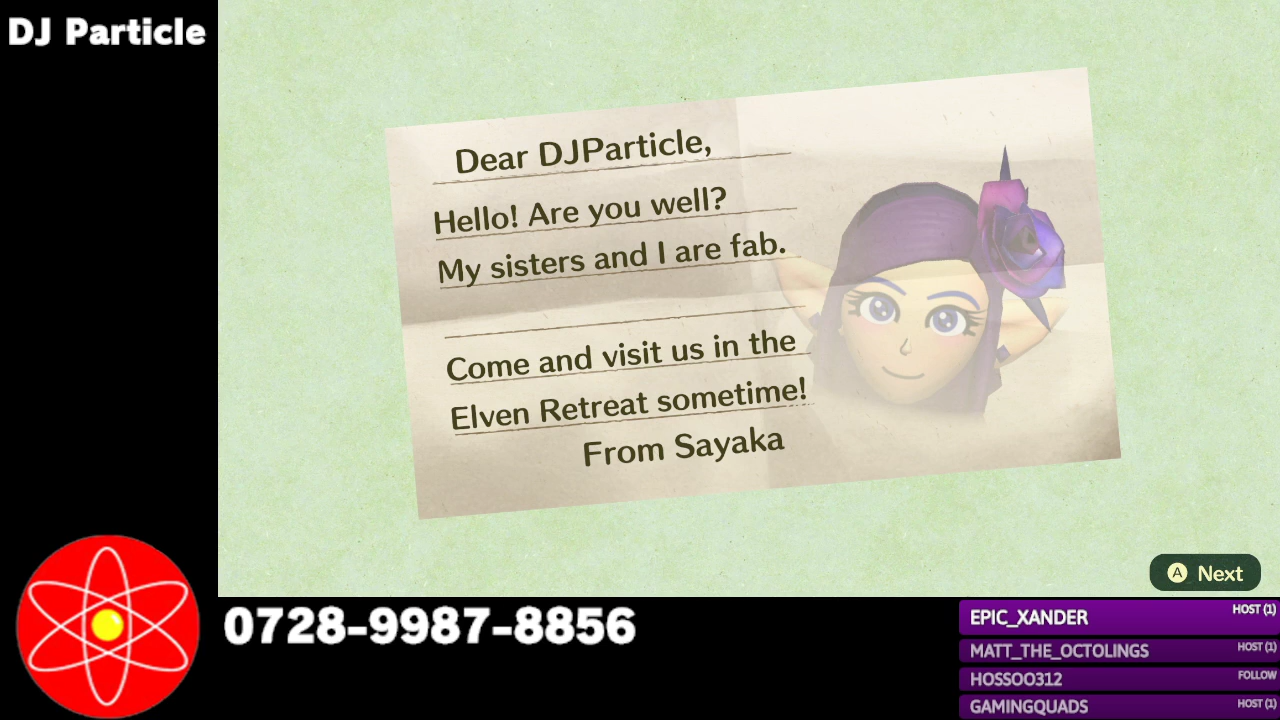 DJ Particle
Dear DJParticle,
Hello! Are you well?
My sisters and I are fab.
Come and visit us in the
Elven Retreat sometime!
From Sayaka
A Next
0728-9987-8856
EPIC_XANDER HOST (1)
MATT_THE_OCTOLINGS HOST (1)
HOSSOO312 FOLLOW
GAMINGQUADS HOST (1)